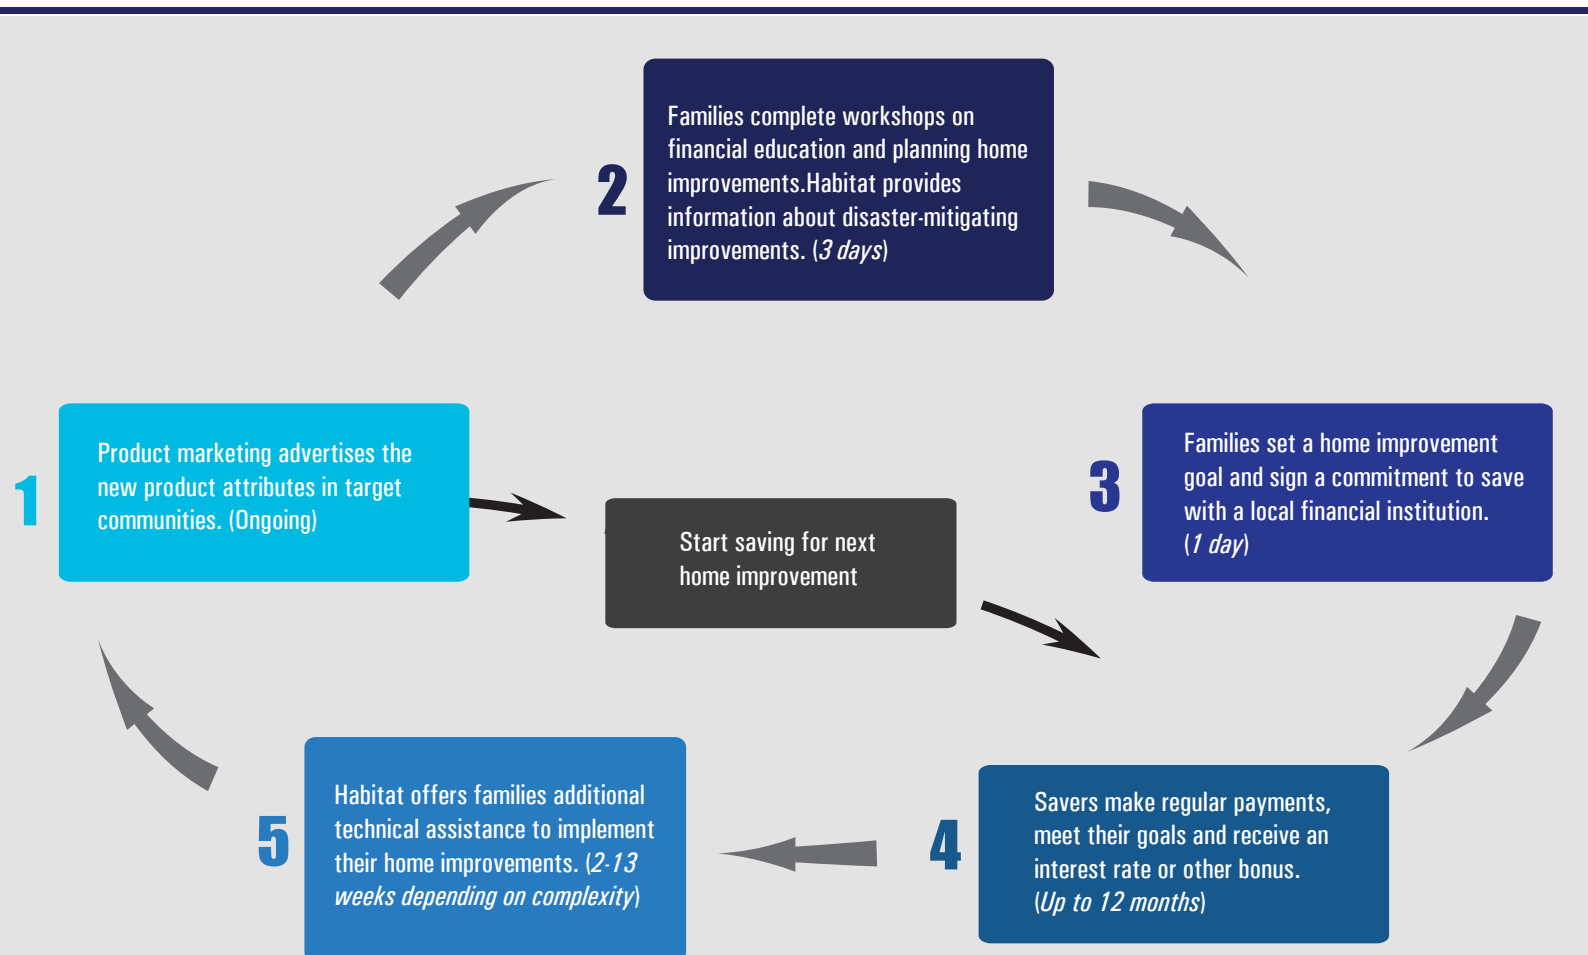 1
Product marketing advertises the
new product attributes in target
communities. (Ongoing)
2
Families complete workshops on
financial education and planning home
improvements.Habitat provides
information about disaster-mitigating
improvements. (3 days)
3
Families set a home improvement
goal and sign a commitment to save
with a local financial institution.
(1 day)
4
Savers make regular payments,
meet their goals and receive an
interest rate or other bonus.
(Up to 12 months)
5
Habitat offers families additional
technical assistance to implement
their home improvements. (2-13
weeks depending on complexity)
Start saving for next
home improvement